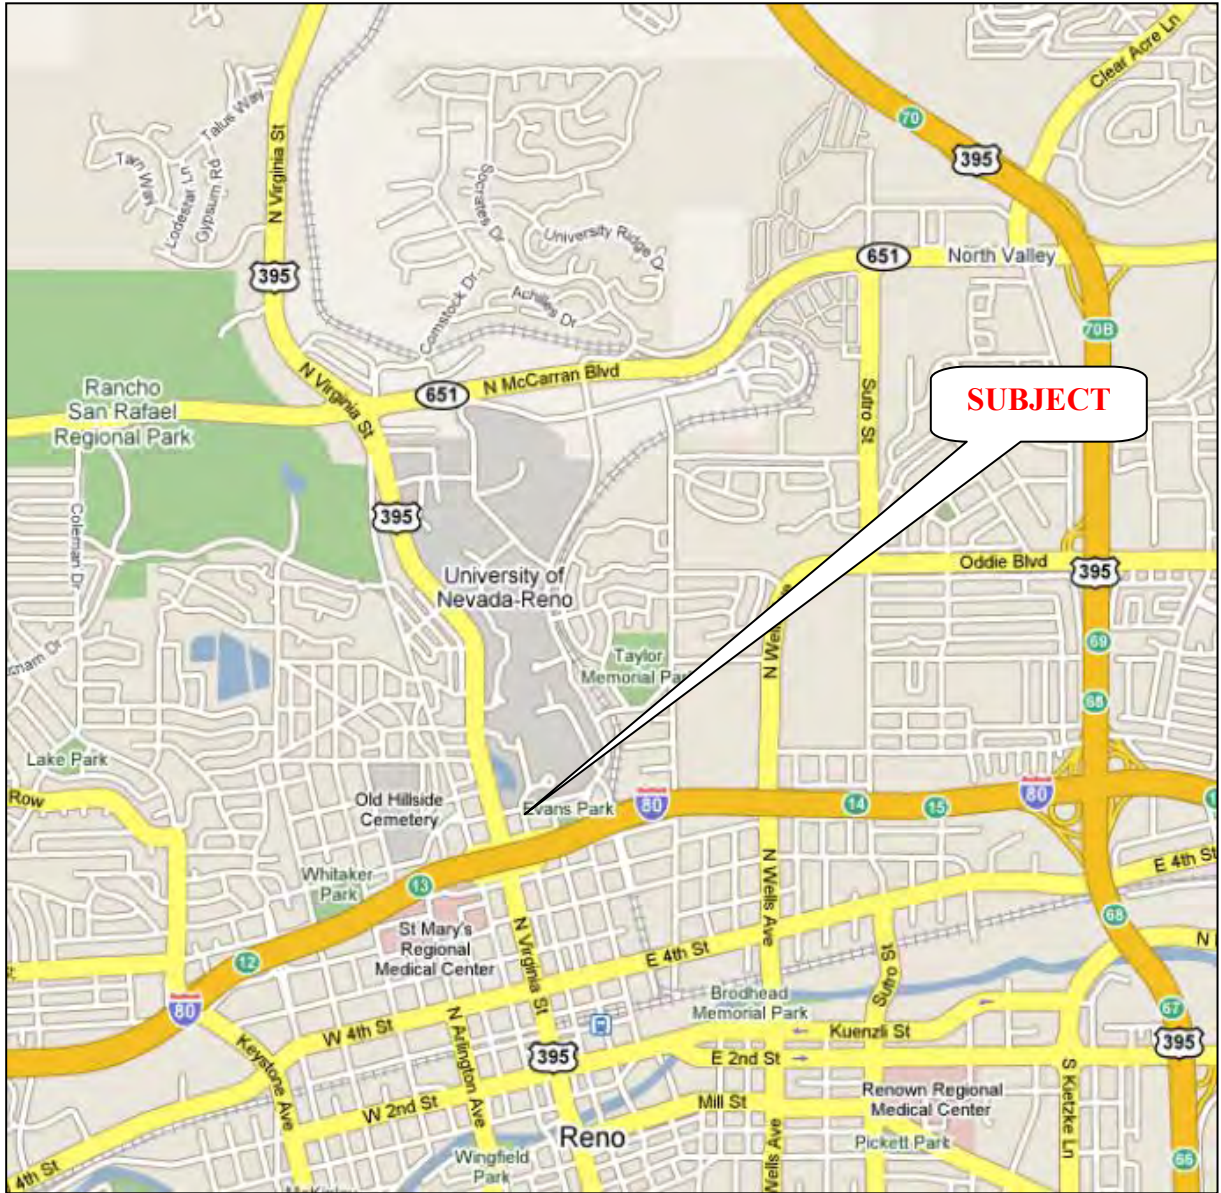 Clear Acre Ln
70
395
Talus Way
N Virginia St
Tarn Way
Lodestar Ln
Gypsum Rd
Socrates Dr
University Ridge Dr
651
North Valley
395
Achilles Dr
Comstock Dr
70B
N McCarran Blvd
N Virginia St
651
Rancho
San Rafael
Regional Park
Sutro St
SUBJECT
395
Coleman Dr
Oddie Blvd
395
University of
Nevada-Reno
N Wel
69
Taylor
Memorial Par
68
Lake Park
Row
Old Hillside
Cemetery
Evans Park
80
14
15
80
Whitaker
Park
13
N Wells Ave
E 4th St
St Mary's
Regional
Medical Center
N Virginia St
68
12
E 4th St
Sutro St
N
80
Brodhead
Memorial Park
67
W 4th St
N Arlington Ave
Kuenzli St
395
Keystone Ave
395
E 2nd St
S Kietzke Ln
Renown Regional
Medical Center
W 2nd St
Mill St
Reno
Pickett Park
Wells Ave
66
Wingfield
Park
4th St